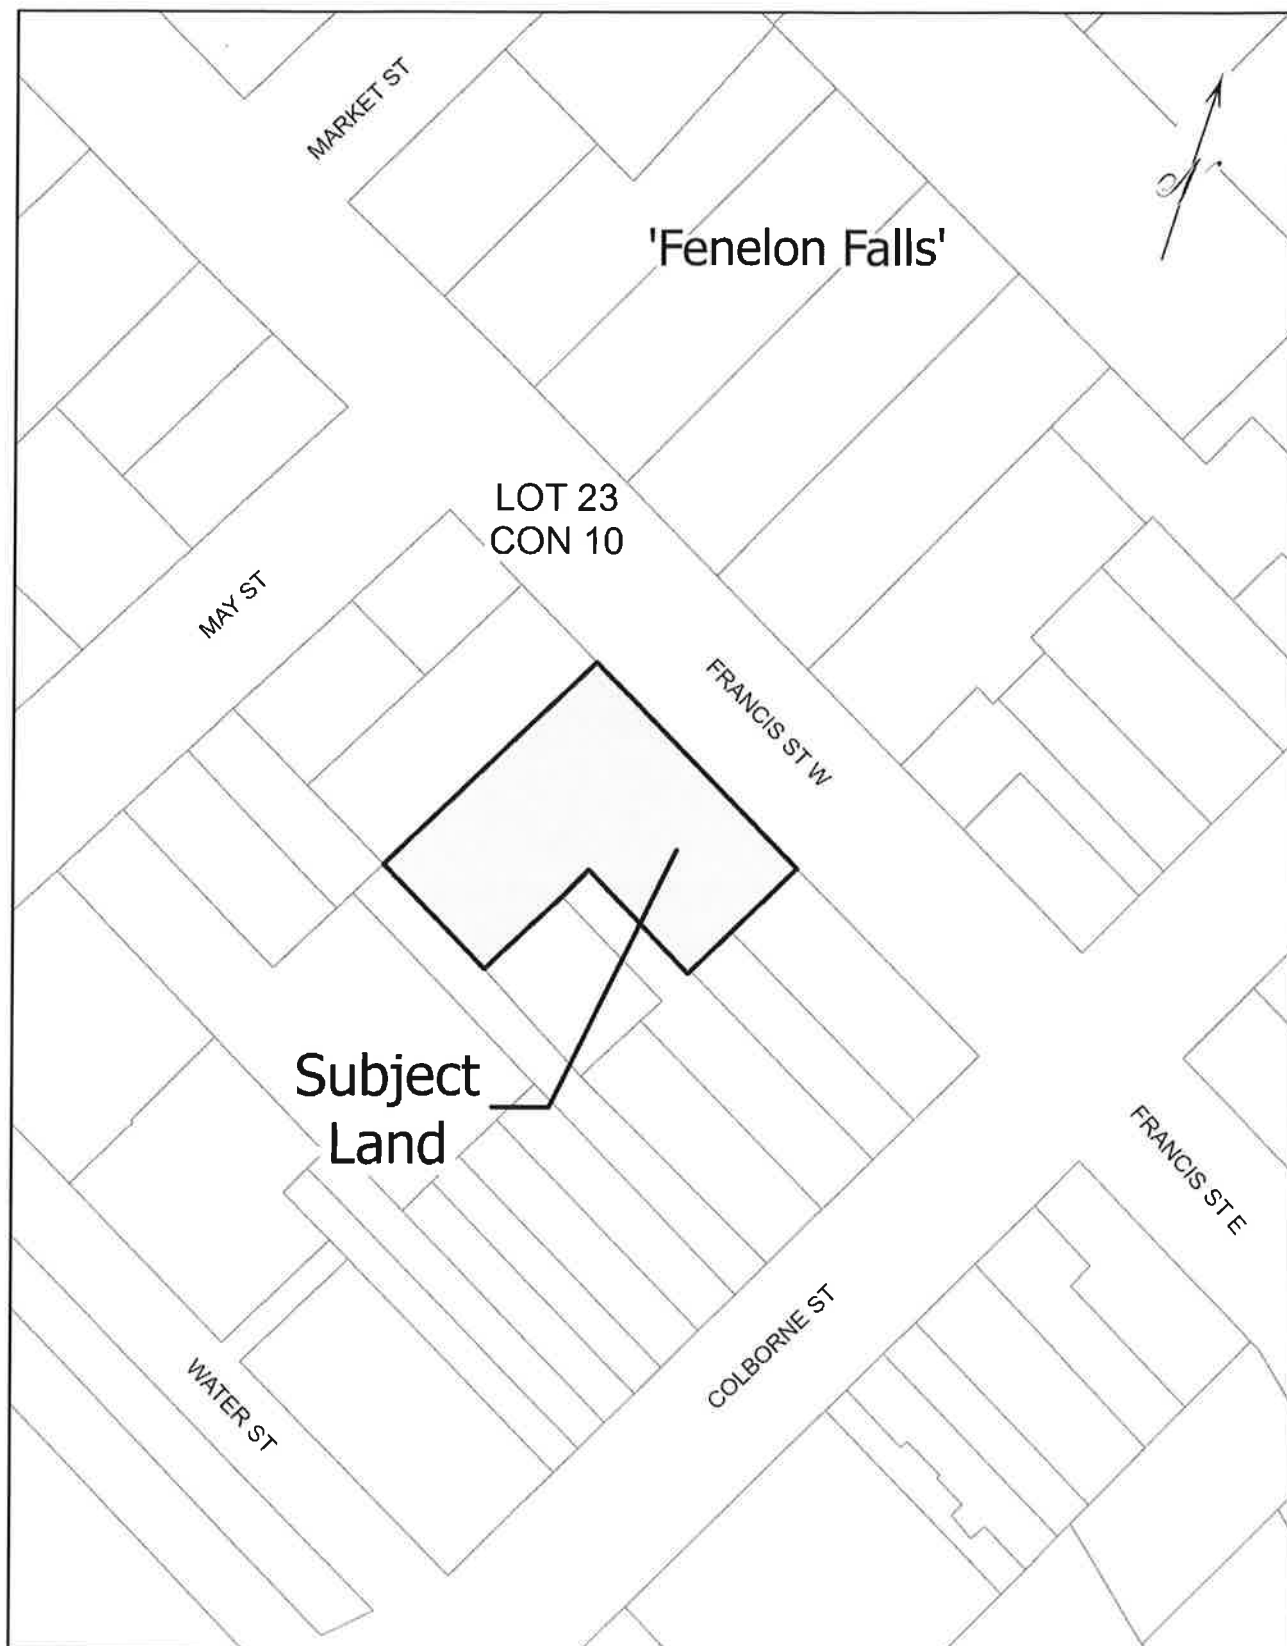 MARKET ST
'Fenelon Falls'
LOT 23
CON 10
MAY ST
FRANCIS ST W
Subject
Land
FRANCIS ST E
COLBORNE ST
WATER ST